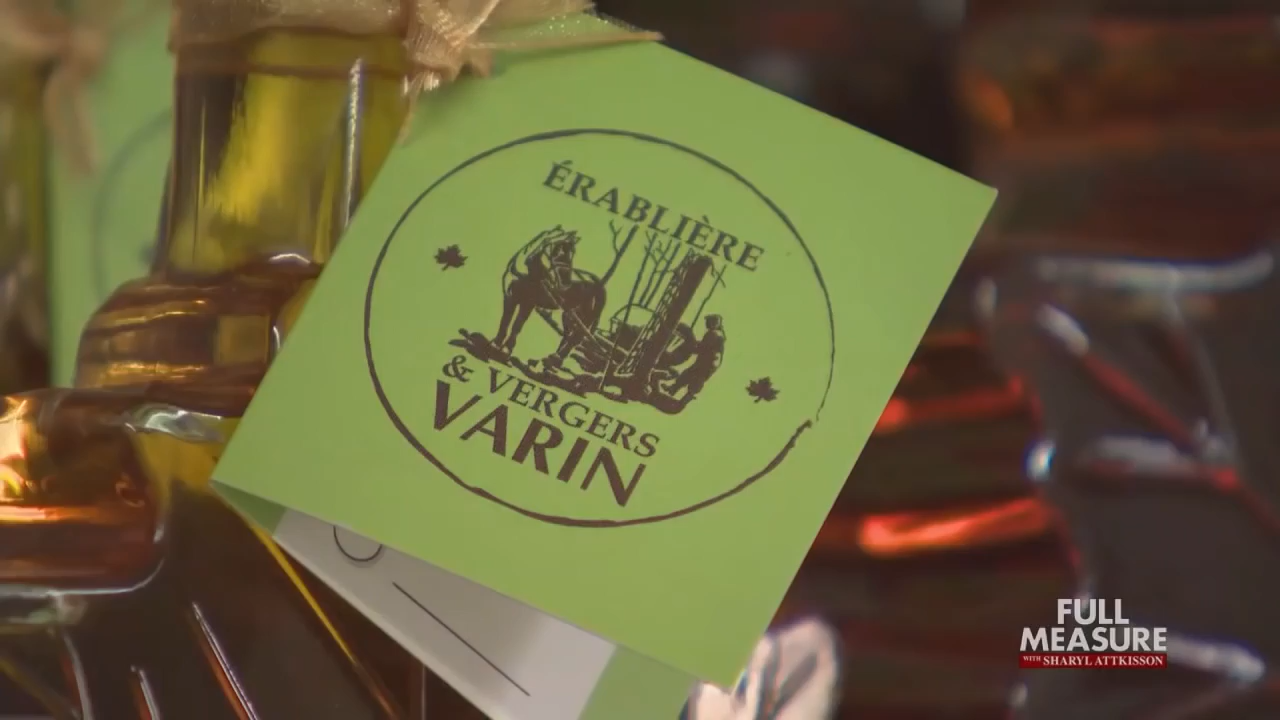 ÉRABLIÈRE
& VERGERS
VARIN
FULL
MEASURE
WITH SHARYL ATTKISSON